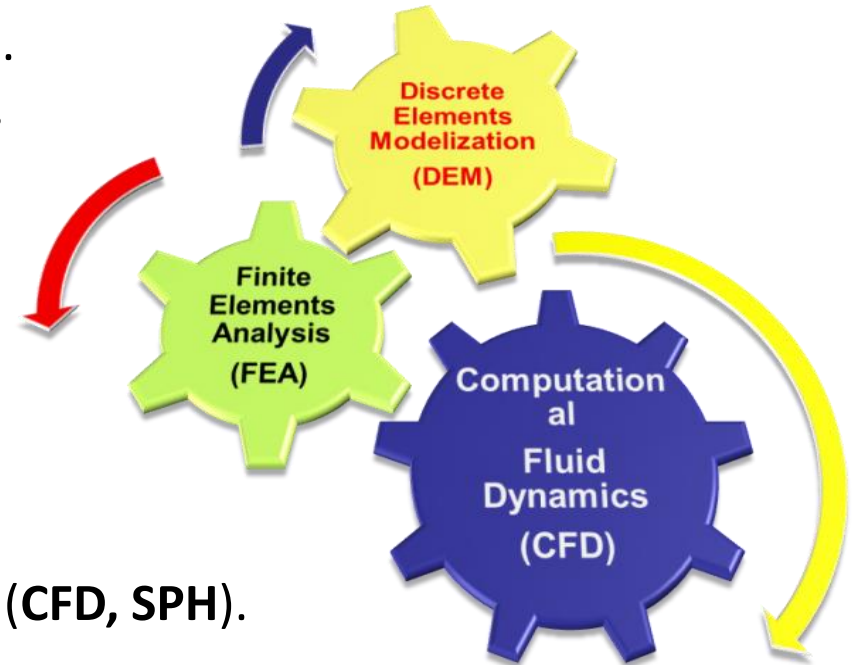 .
Discrete
Elements
Modelization
(DEM)
Finite
Elements
Analysis
(FEA)
Computation
al
Fluid
Dynamics
(CFD)
(CFD, SPH).